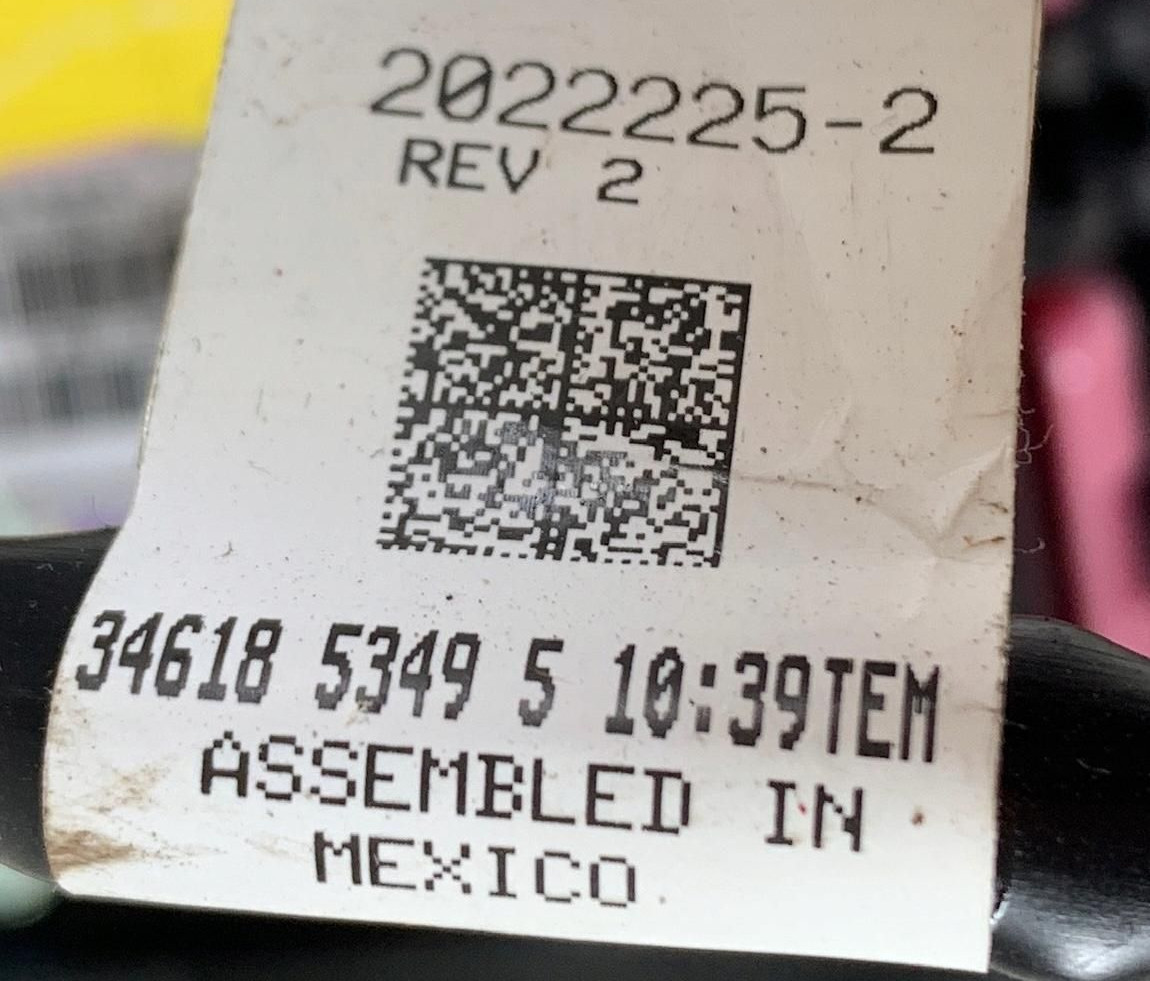 2022225-2
REV 2
34618 5349 5 10:39TEM
ASSEMBLED IN
MEXICO